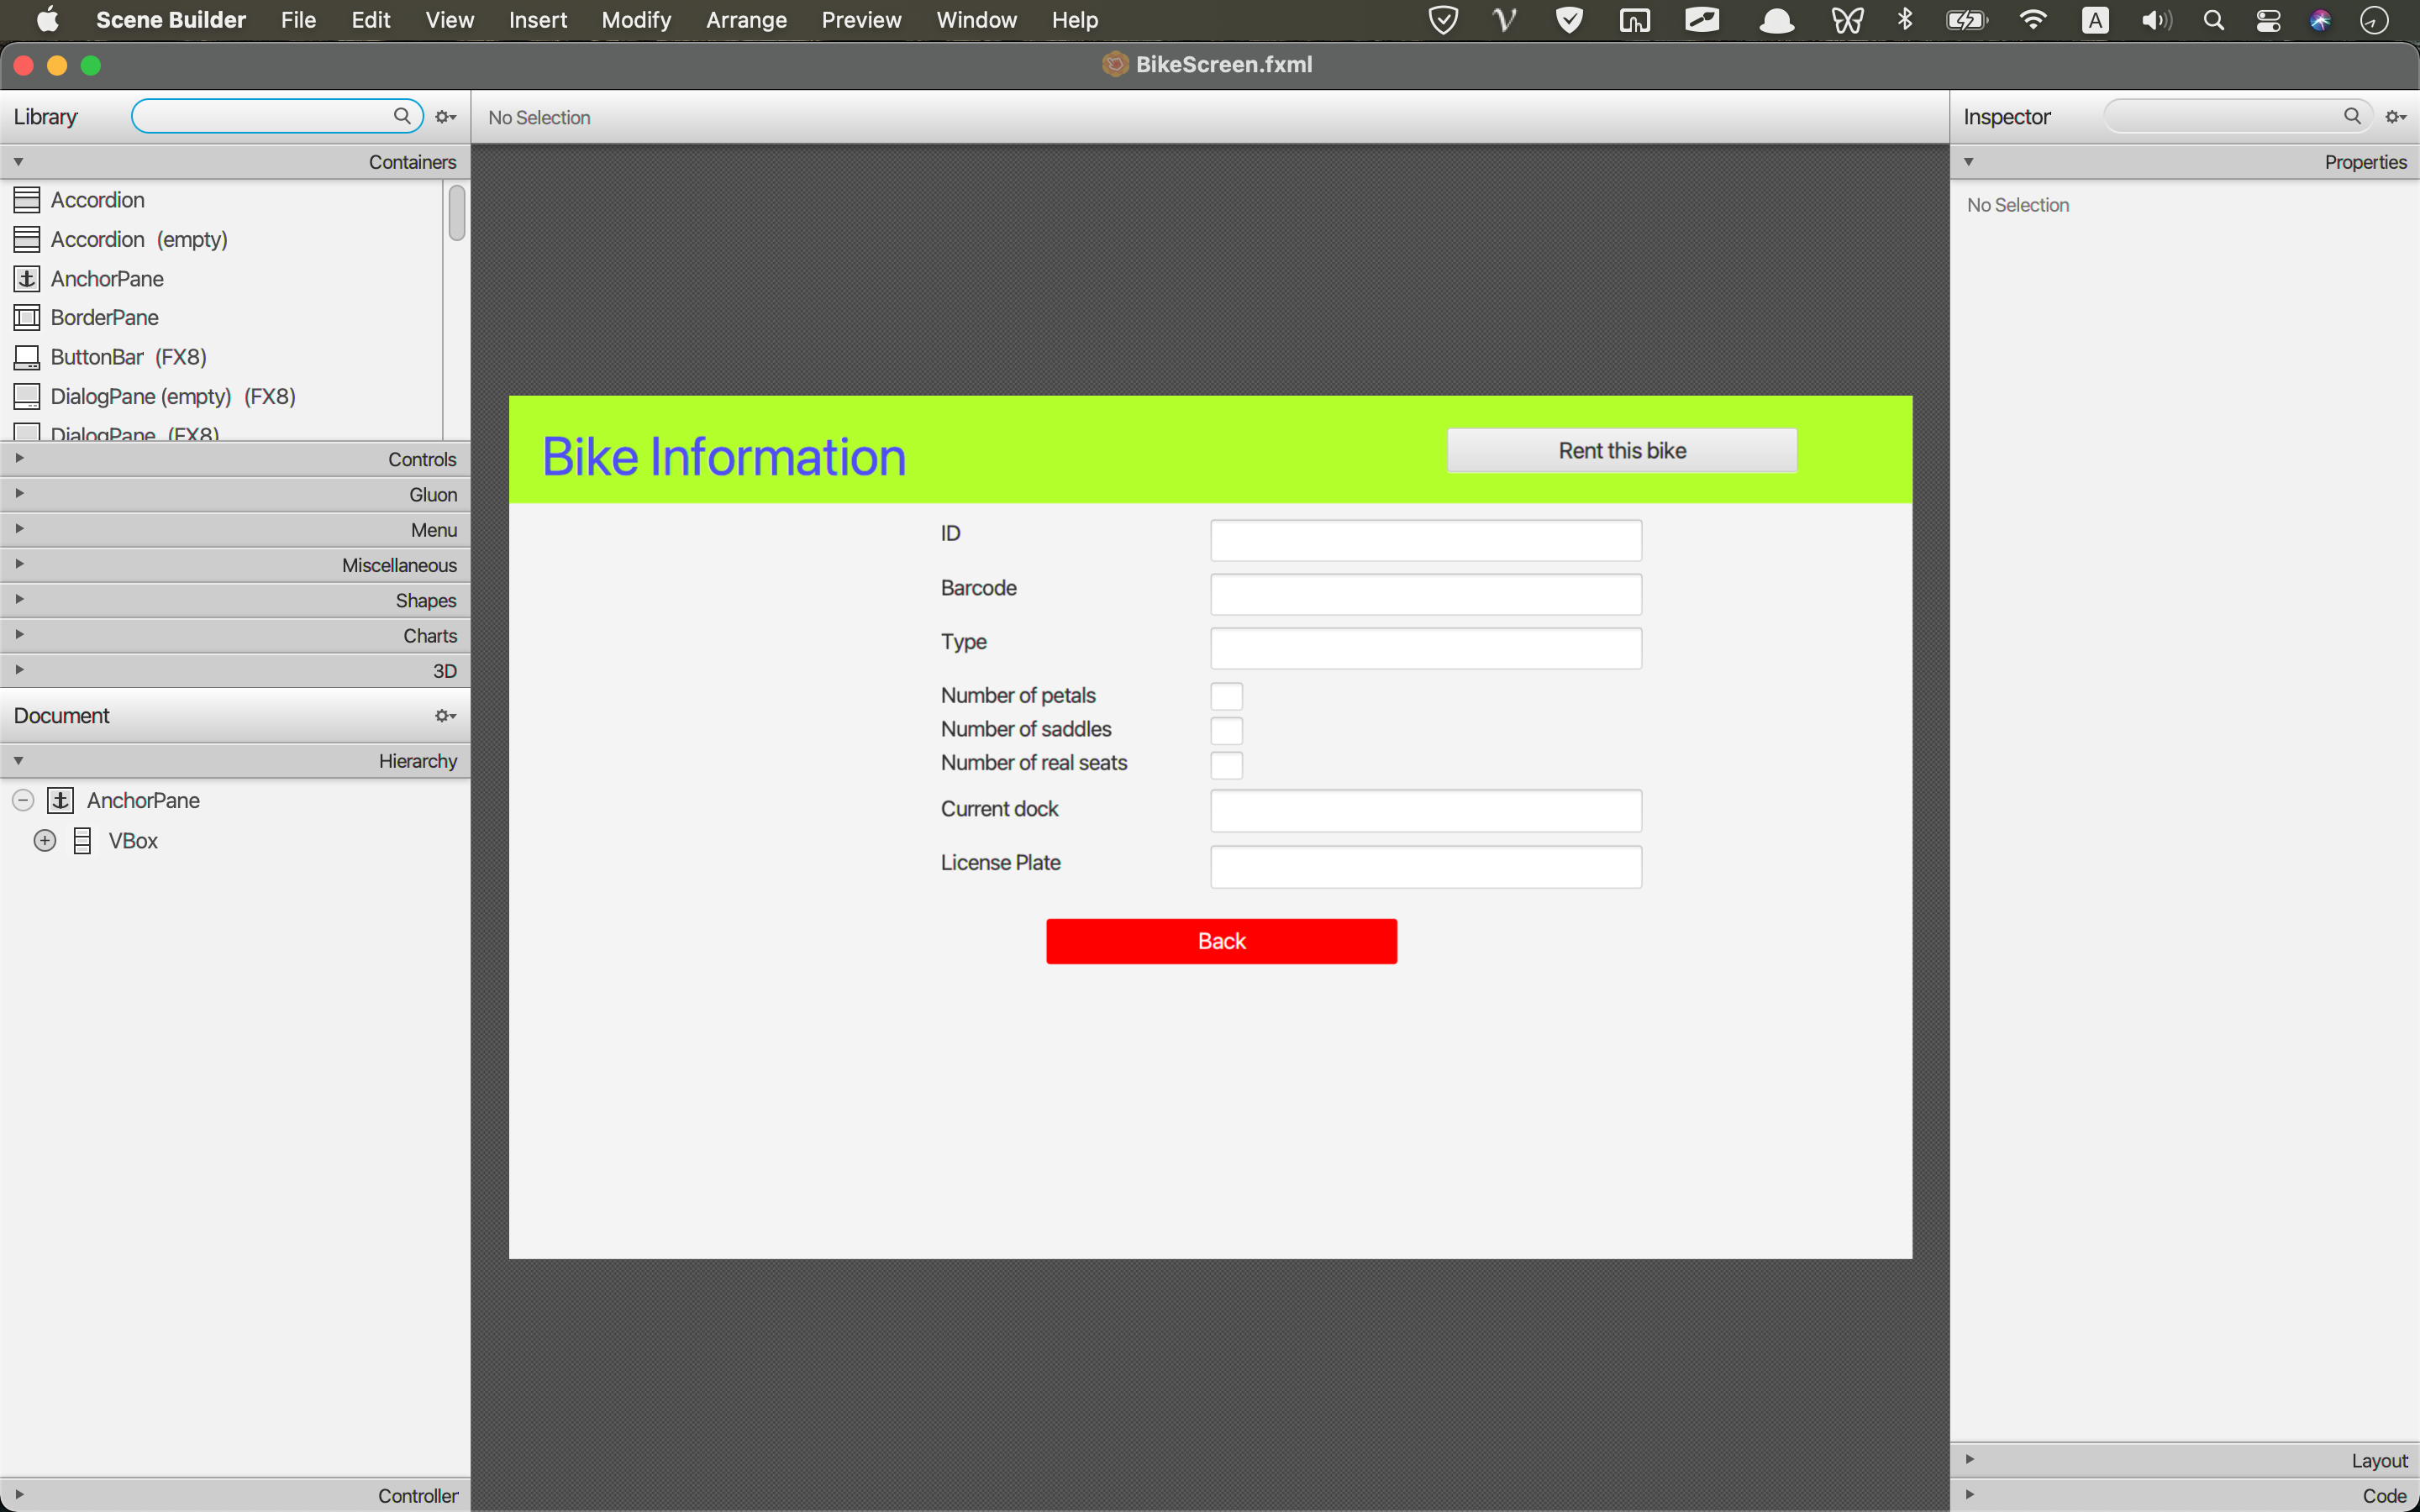 Scene Builder File Edit View Insert Modify Arrange Preview Window Help A
BikeScreen.fxml
Library
No Selection
Inspector
Containers
Properties
Accordion
No Selection
Accordion (empty)
AnchorPane
BorderPane
ButtonBar (FX8)
DialogPane (empty) (FX8)
DialogPane (FX8)
Controls
Gluon
Menu
Miscellaneous
Shapes
Charts
3D
Document
Hierarchy
AnchorPane
VBox
Controller
Bike Information
Rent this bike
ID
Barcode
Type
Number of petals
Number of saddles
Number of real seats
Current dock
License Plate
Back
Layout
Code